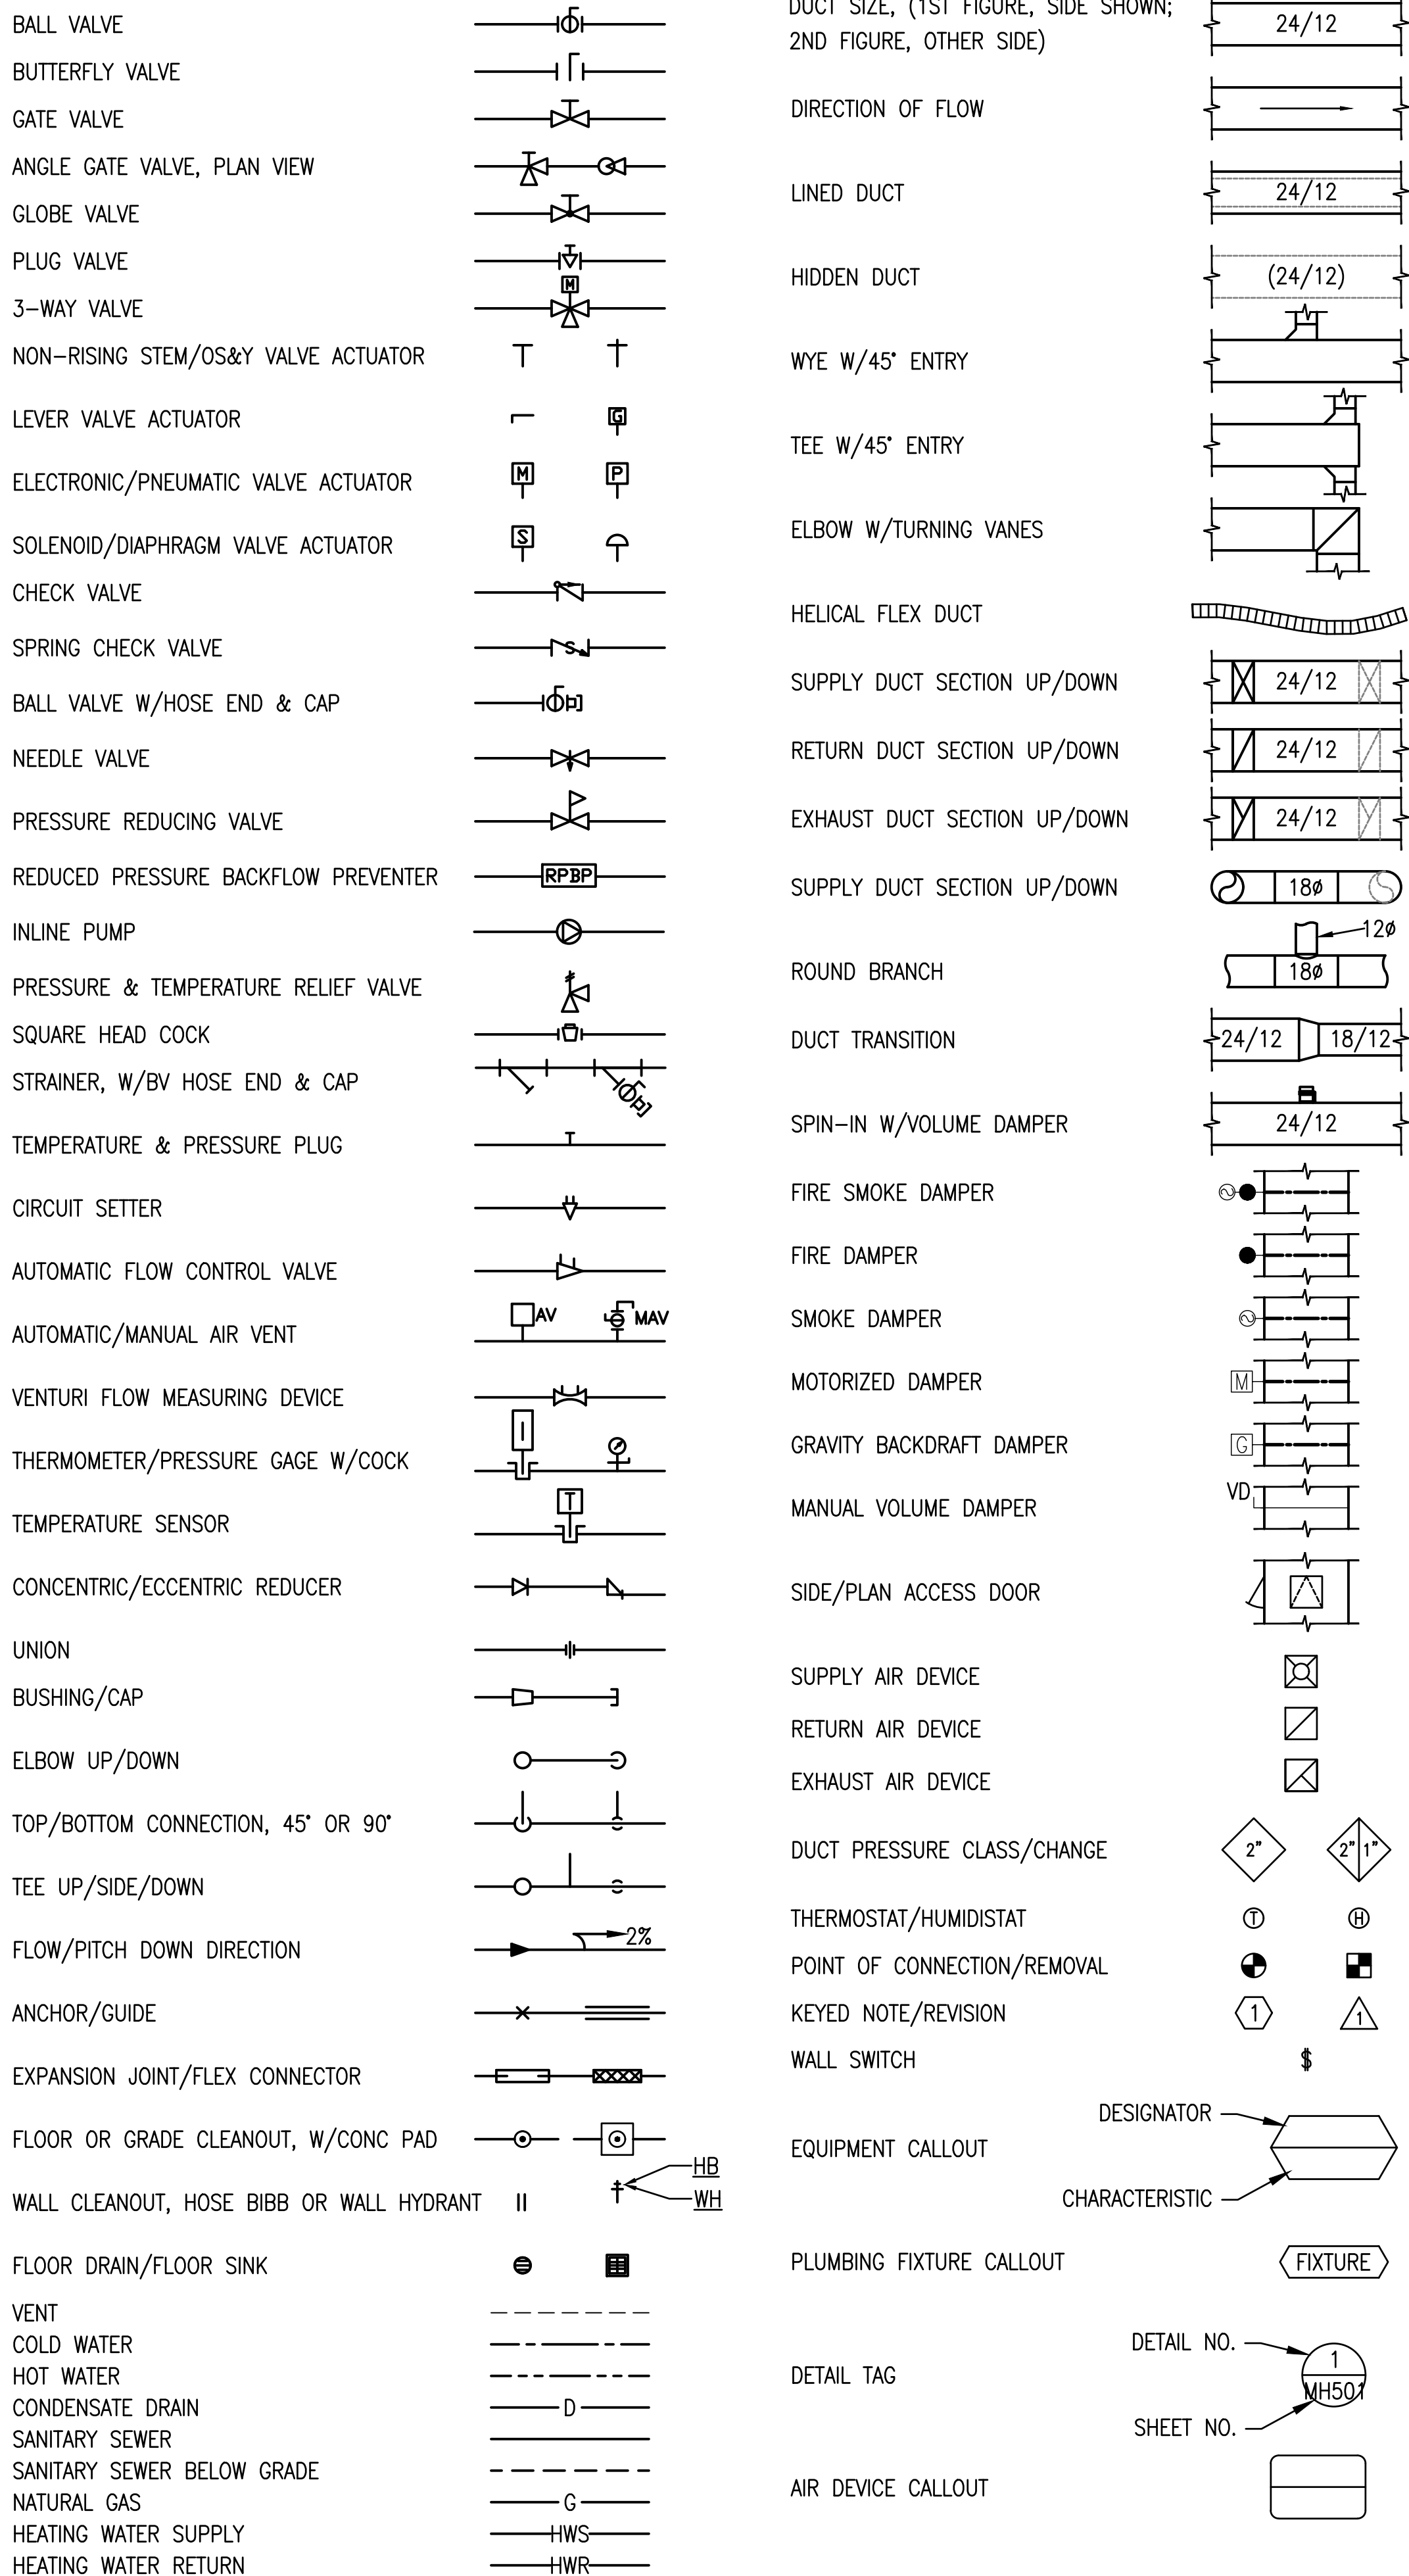 BALL VALVE
BUTTERFLY VALVE
GATE VALVE
ANGLE GATE VALVE, PLAN VIEW
GLOBE VALVE
PLUG VALVE
M
3-WAY VALVE
NON-RISING STEM/OS&Y VALVE ACTUATOR
LEVER VALVE ACTUATOR
G
ELECTRONIC/PNEUMATIC VALVE ACTUATOR
M P
SOLENOID/DIAPHRAGM VALVE ACTUATOR
S
CHECK VALVE
SPRING CHECK VALVE
S
BALL VALVE W/HOSE END & CAP
NEEDLE VALVE
PRESSURE REDUCING VALVE
REDUCED PRESSURE BACKFLOW PREVENTER
RPBP
INLINE PUMP
PRESSURE & TEMPERATURE RELIEF VALVE
SQUARE HEAD COCK
STRAINER, W/BV HOSE END & CAP
TEMPERATURE & PRESSURE PLUG
CIRCUIT SETTER
AUTOMATIC FLOW CONTROL VALVE
AUTOMATIC/MANUAL AIR VENT
AV MAV
VENTURI FLOW MEASURING DEVICE
THERMOMETER/PRESSURE GAGE W/COCK
TEMPERATURE SENSOR
T
CONCENTRIC/ECCENTRIC REDUCER
UNION
BUSHING/CAP
ELBOW UP/DOWN
TOP/BOTTOM CONNECTION, 45° OR 90°
TEE UP/SIDE/DOWN
FLOW/PITCH DOWN DIRECTION
2%
ANCHOR/GUIDE
EXPANSION JOINT/FLEX CONNECTOR
FLOOR OR GRADE CLEANOUT, W/CONC PAD
WALL CLEANOUT, HOSE BIBB OR WALL HYDRANT
HB
WH
FLOOR DRAIN/FLOOR SINK
VENT
COLD WATER
HOT WATER
CONDENSATE DRAIN
D
SANITARY SEWER
SANITARY SEWER BELOW GRADE
NATURAL GAS
G
HEATING WATER SUPPLY
HWS
HEATING WATER RETURN
HWR
DUCT SIZE, (1ST FIGURE, SIDE SHOWN;
2ND FIGURE, OTHER SIDE)
24/12
DIRECTION OF FLOW
LINED DUCT
24/12
HIDDEN DUCT
(24/12)
WYE W/45° ENTRY
TEE W/45° ENTRY
ELBOW W/TURNING VANES
HELICAL FLEX DUCT
SUPPLY DUCT SECTION UP/DOWN
24/12
RETURN DUCT SECTION UP/DOWN
24/12
EXHAUST DUCT SECTION UP/DOWN
24/12
SUPPLY DUCT SECTION UP/DOWN
18ø
12ø
ROUND BRANCH
18ø
DUCT TRANSITION
24/12 18/12
SPIN-IN W/VOLUME DAMPER
24/12
FIRE SMOKE DAMPER
FIRE DAMPER
SMOKE DAMPER
MOTORIZED DAMPER
M
GRAVITY BACKDRAFT DAMPER
G
MANUAL VOLUME DAMPER
VD
SIDE/PLAN ACCESS DOOR
SUPPLY AIR DEVICE
RETURN AIR DEVICE
EXHAUST AIR DEVICE
DUCT PRESSURE CLASS/CHANGE
2" 2" 1"
THERMOSTAT/HUMIDISTAT
T H
POINT OF CONNECTION/REMOVAL
KEYED NOTE/REVISION
1 1
WALL SWITCH
$
DESIGNATOR
EQUIPMENT CALLOUT
CHARACTERISTIC
PLUMBING FIXTURE CALLOUT
FIXTURE
DETAIL NO.
1
DETAIL TAG
MH501
SHEET NO.
AIR DEVICE CALLOUT